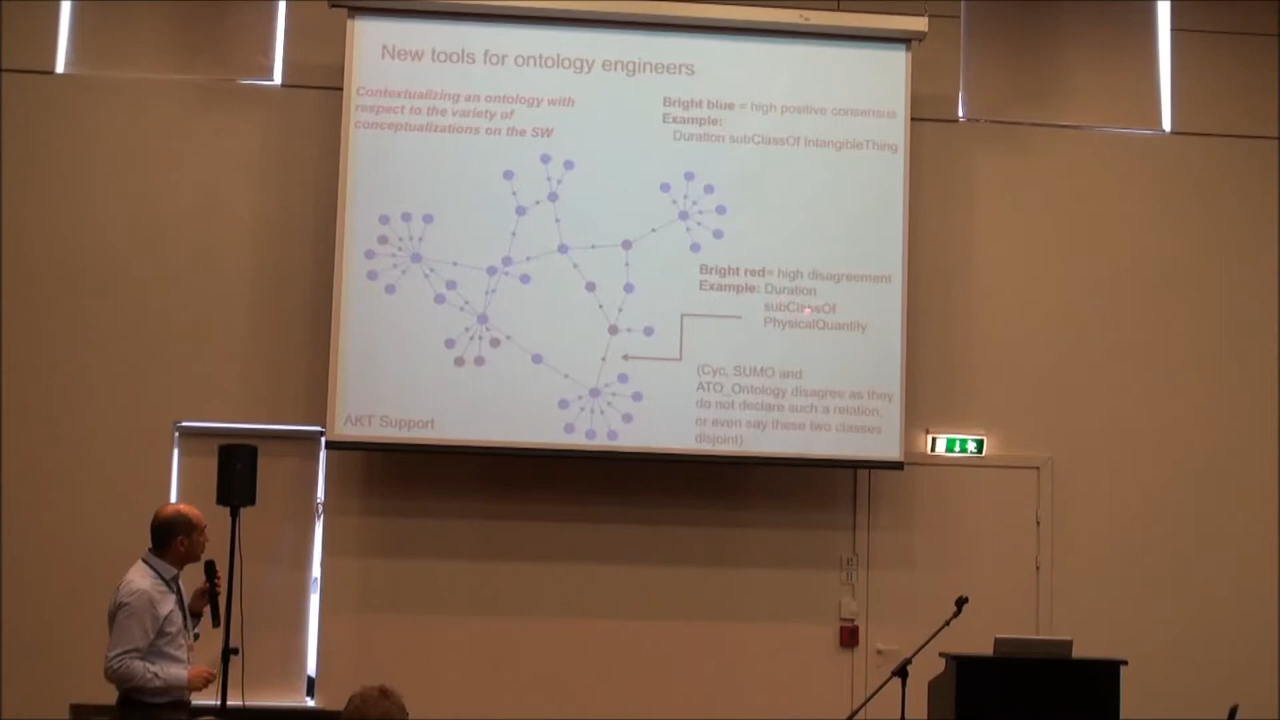 New tools for ontology engineers
Contextualizing an ontology with
respect to the variety of
conceptualizations on the SW
Bright blue = high positive consensus
Example:
Duration subClassOf IntangibleThing
Bright red= high disagreement
Example: Duration
subClassOf
PhysicalQuantity
(Cyc, SUMO and
ATO_Ontology disagree as they
do not declare such a relation,
or even say these two classes
disjoint)
AKT Support